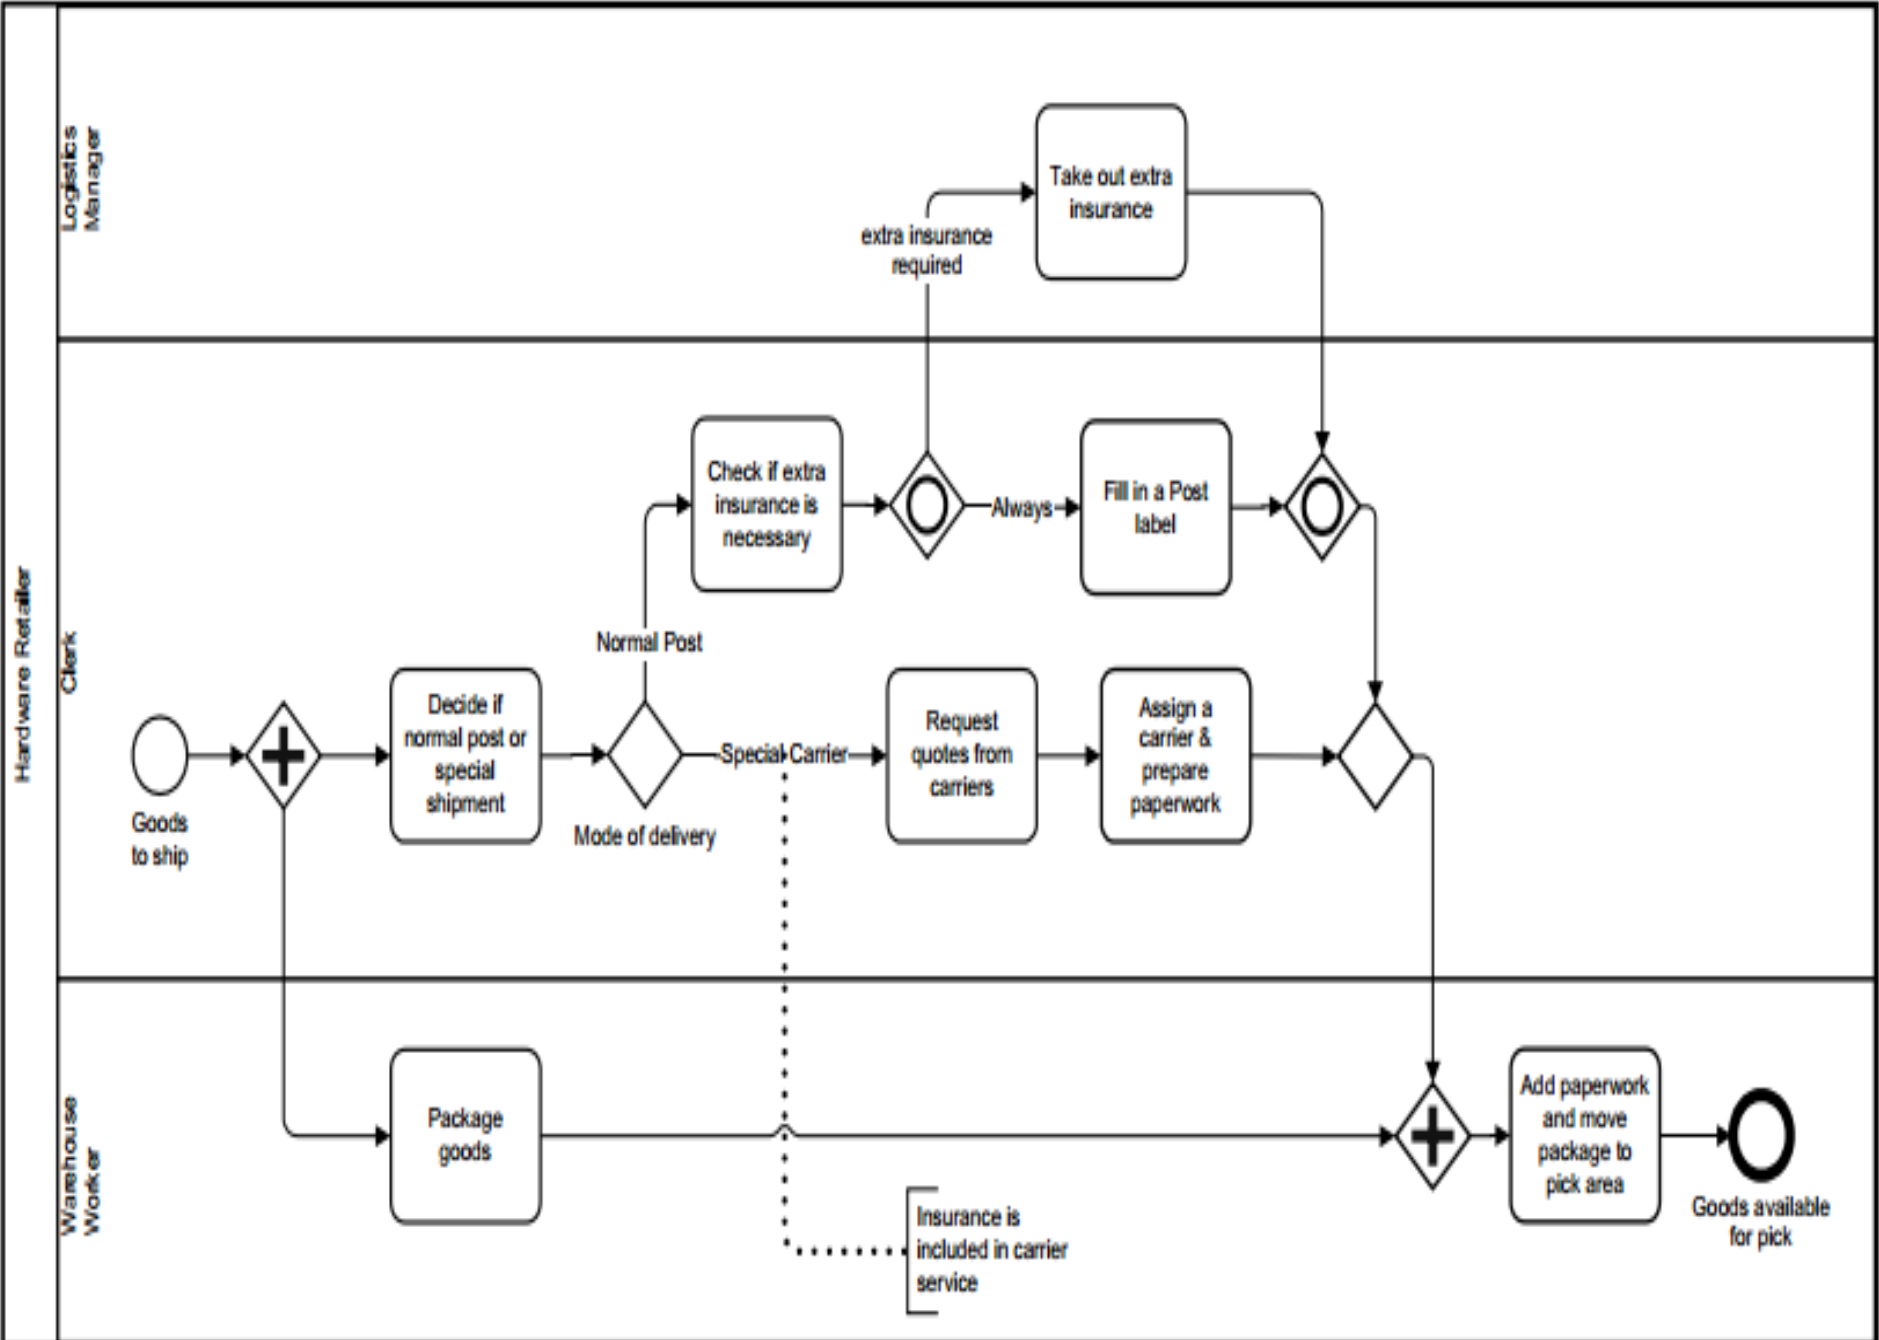 Hardware Retailer
Logistics
Manager
Take out extra
insurance
extra insurance
required
Clerk
Check if extra
insurance is
necessary
Always
Fill in a Post
label
Normal Post
Goods
to ship
Decide if
normal post or
special
shipment
Mode of delivery
Special Carrier
Request
quotes from
carriers
Assign a
carrier &
prepare
paperwork
Warehouse
Worker
Package
goods
Insurance is
included in carrier
service
Add paperwork
and move
package to
pick area
Goods available
for pick